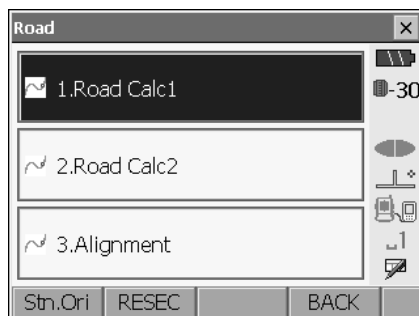 Road
1.Road Calc1
-30
2.Road Calc2
3.Alignment
1
Stn.Ori RESEC BACK